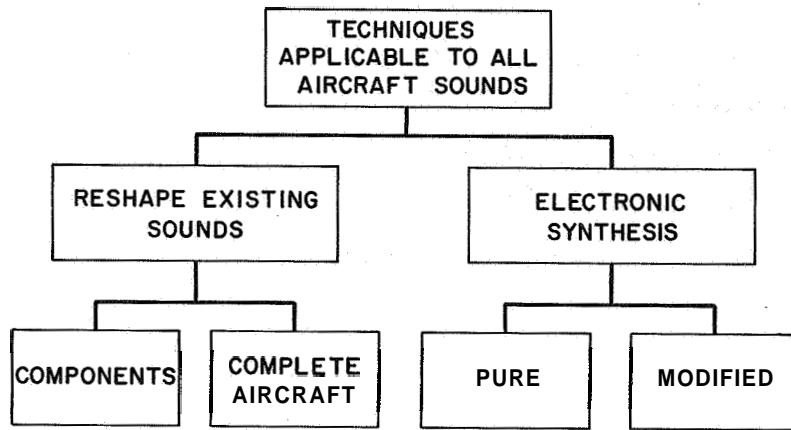 TECHNIQUES
APPLICABLE TO ALL
AIRCRAFT SOUNDS
RESHAPE EXISTING
SOUNDS
ELECTRONIC
SYNTHESIS
COMPONENTS
COMPLETE
AIRCRAFT
PURE
MODIFIED